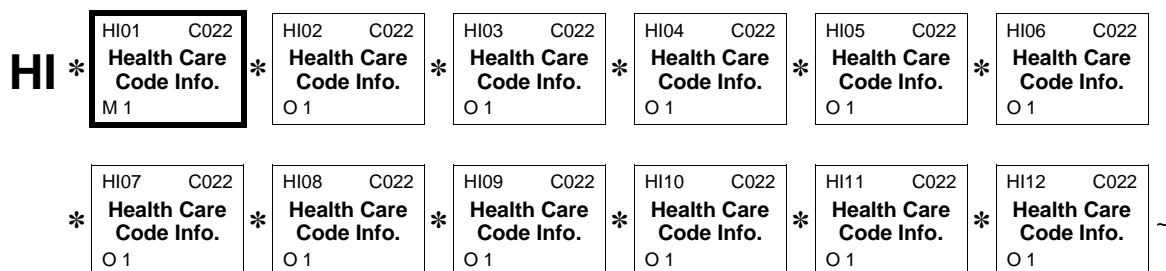 HI01 C022 HI02 C022 HI03 C022 HI04 C022 HI05 C022 HI06 C022
HI * Health Care * Health Care * Health Care * Health Care * Health Care * Health Care
Code Info. Code Info. Code Info. Code Info. Code Info. Code Info.
M 1 O 1 O 1 O 1 O 1 O 1
HI07 C022 HI08 C022 HI09 C022 HI10 C022 HI11 C022 HI12 C022
* Health Care * Health Care * Health Care * Health Care * Health Care * Health Care ~
Code Info. Code Info. Code Info. Code Info. Code Info. Code Info.
O 1 O 1 O 1 O 1 O 1 O 1